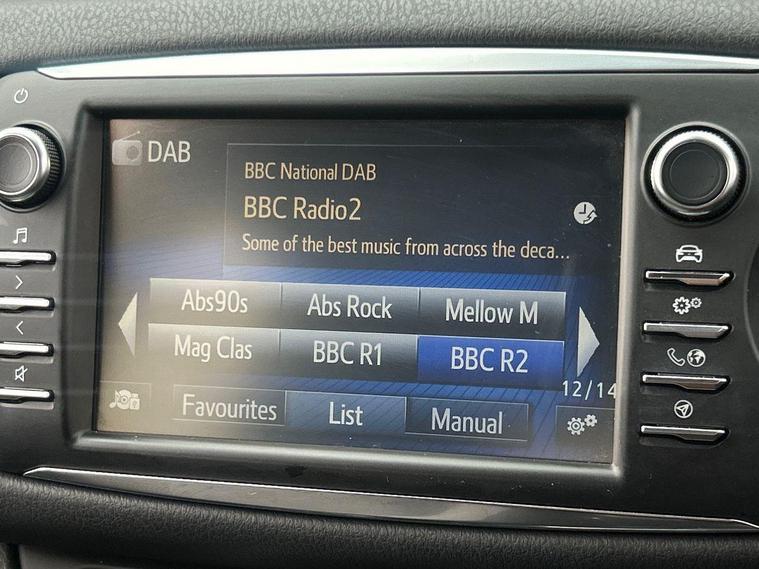 DAB
BBC National DAB
BBC Radio2
Some of the best music from across the deca...
Abs90s
Abs Rock
Mellow M
Mag Clas
BBC R1
BBC R2
12/14
Favourites
List
Manual